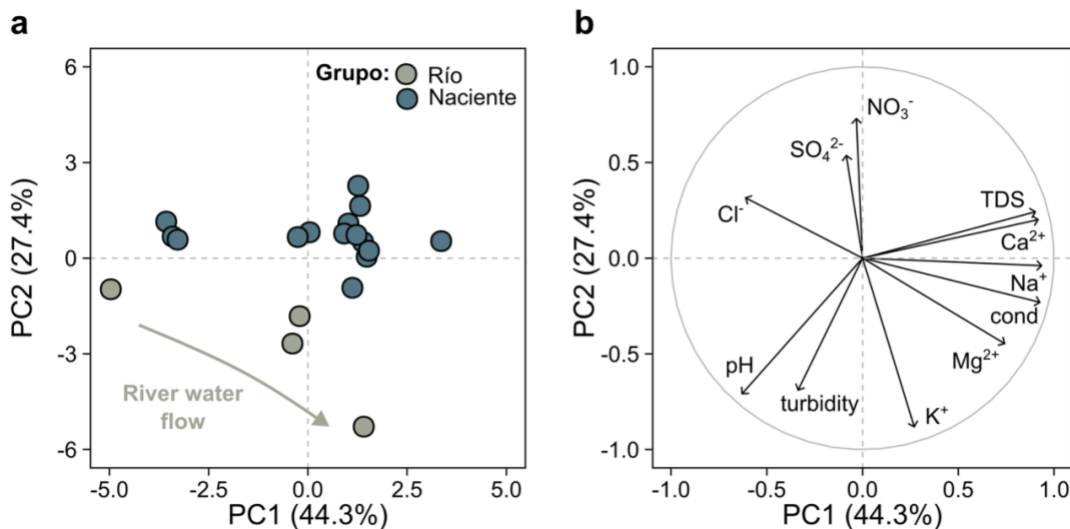 a
6
3
0
-3
-6
PC2 (27.4%)
Grupo:
Río
Naciente
River water
flow
-5.0 -2.5 0.0 2.5 5.0
PC1 (44.3%)
b
1.0
0.5
0.0
-0.5
-1.0
PC2 (27.4%)
NO₃⁻
SO₄²⁻
Cl⁻
TDS
Ca²⁺
Na⁺
cond
Mg²⁺
pH
turbidity
K⁺
-1.0 -0.5 0.0 0.5 1.0
PC1 (44.3%)